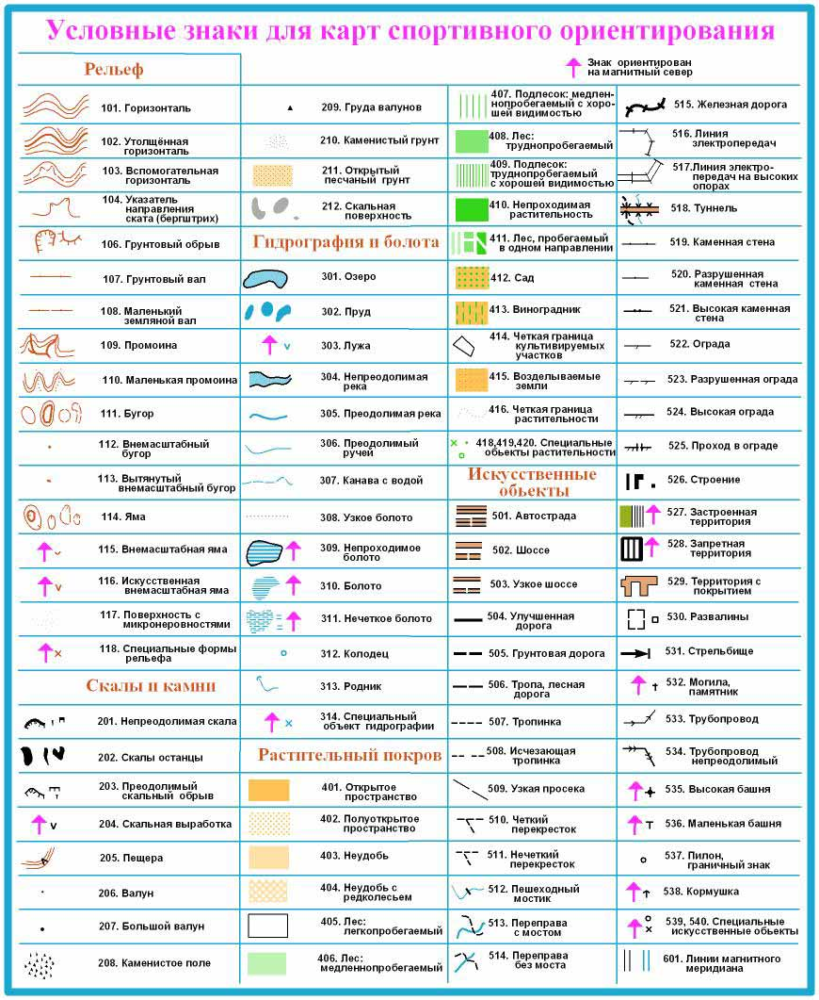 Условные знаки для карт спортивного ориентирования
Рельеф
101. Горизонталь
102. Утолщённая
горизонталь
103. Вспомогательная
горизонталь
104. Указатель
направления
ската (бергштрих)
106. Грунтовый обрыв
107. Грунтовый вал
108. Маленький
земляной вал
109. Промоина
110. Маленькая промоина
111. Бугор
112. Внемасштабный
бугор
113. Вытянутый
внемасштабный бугор
114. Яма
115. Внемасштабная яма
116. Искусственная
внемасштабная яма
117. Поверхность с
микронеровностями
118. Специальные формы
рельефа
Скалы и камни
201. Непреодолимая скала
202. Скалы останцы
203. Преодолимый
скальный обрыв
204. Скальная выработка
205. Пещера
206. Валун
207. Большой валун
208. Каменистое поле
209. Груда валунов
210. Каменистый грунт
211. Открытый
песчаный грунт
212. Скальная
поверхность
Гидрография и болота
301. Озеро
302. Пруд
303. Лужа
304. Непреодолимая
река
305. Преодолимая река
306. Преодолимый
ручей
307. Канава с водой
308. Узкое болото
309. Непроходимое
болото
310. Болото
311. Нечеткое болото
312. Колодец
313. Родник
314. Специальный
объект гидрографии
Растительный покров
401. Открытое
пространство
402. Полуоткрытое
пространство
403. Неудобь
404. Неудобь с
редколесьем
405. Лес:
легкопробегаемый
406. Лес:
медленнопробегаемый
Знак ориентирован
на магнитный север
407. Подлесок: медлен-
нопробегаемый с хоро-
шей видимостью
408. Лес:
труднопробегаемый
409. Подлесок:
труднопробегаемый
с хорошей видимостью
410. Непроходимая
растительность
411. Лес, пробегаемый
в одном направлении
412. Сад
413. Виноградник
414. Четкая граница
культивируемых
участков
415. Возделываемые
земли
416. Четкая граница
растительности
418,419,420. Специальные
объекты растительности
Искусственные
объекты
501. Автострада
502. Шоссе
503. Узкое шоссе
504. Улучшенная
дорога
505. Грунтовая дорога
506. Тропа, лесная
дорога
507. Тропинка
508. Исчезающая
тропинка
509. Узкая просека
510. Четкий
перекресток
511. Нечеткий
перекресток
512. Пешеходный
мостик
513. Переправа
с мостом
514. Переправа
без моста
515. Железная дорога
516. Линия
электропередач
517.Линия электро-
передач на высоких
опорах
518. Туннель
519. Каменная стена
520. Разрушенная
каменная стена
521. Высокая каменная
стена
522. Ограда
523. Разрушенная ограда
524. Высокая ограда
525. Проход в ограде
526. Строение
527. Застроенная
территория
528. Запретная
территория
529. Территория с
покрытием
530. Развалины
531. Стрельбище
532. Могила,
памятник
533. Трубопровод
534. Трубопровод
непреодолимый
535. Высокая башня
536. Маленькая башня
537. Пилон,
граничный знак
538. Кормушка
539, 540. Специальные
искусственные объекты
601. Линии магнитного
меридиана